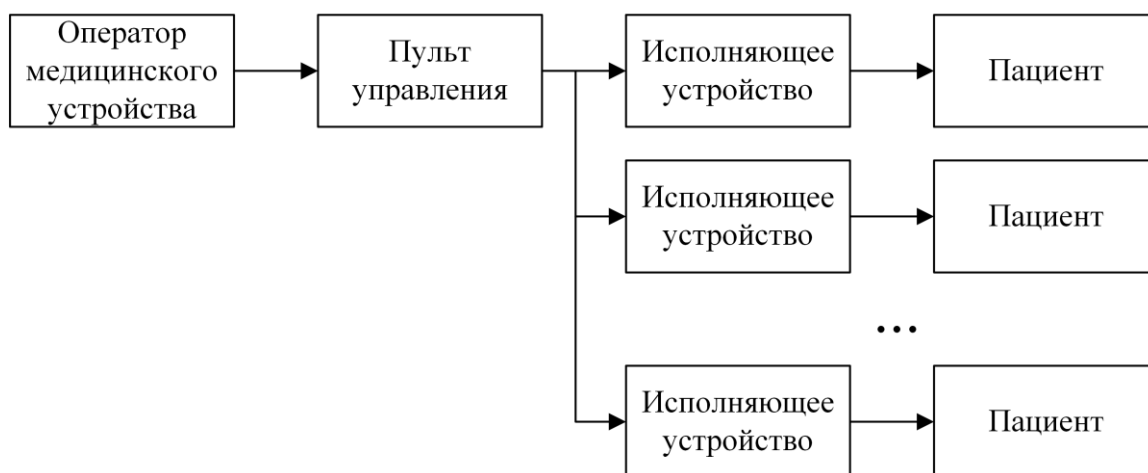 Оператор
медицинского
устройства
Пульт
управления
Исполняющее
устройство
Пациент
Исполняющее
устройство
Пациент
...
Исполняющее
устройство
Пациент